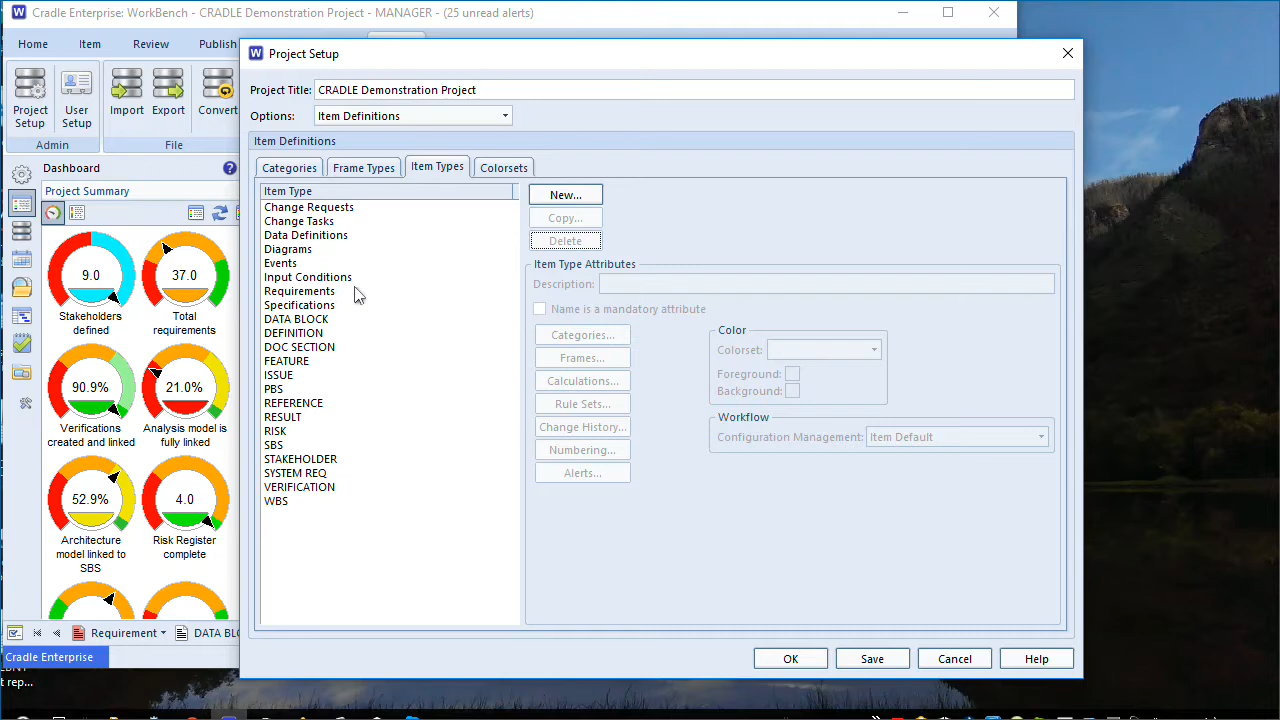 Cradle Enterprise: WorkBench - CRADLE Demonstration Project - MANAGER - (25 unread alerts)
Home Item Review Publish
Project Setup
Project Title: CRADLE Demonstration Project
Options: Item Definitions
Project Setup
User Setup
Import
Export
Convert
Admin
File
Item Definitions
Dashboard ?
Categories Frame Types Item Types Colorsets
Project Summary
Item Type
New...
Change Requests
Copy...
Change Tasks
Delete
Data Definitions
Diagrams
Events
Input Conditions
Requirements
Specifications
DATA BLOCK
DEFINITION
DOC SECTION
FEATURE
ISSUE
PBS
REFERENCE
RESULT
RISK
SBS
STAKEHOLDER
SYSTEM REQ
VERIFICATION
WBS
Item Type Attributes
Description:
Name is a mandatory attribute
Categories...
Frames...
Calculations...
Rule Sets...
Change History...
Numbering...
Alerts...
Color
Colorset:
Foreground:
Background:
Workflow
Configuration Management: Item Default
9.0
Stakeholders
defined
37.0
Total
requirements
90.9%
Verifications
created and linked
21.0%
Analysis model is
fully linked
52.9%
Architecture
model linked to
SBS
4.0
Risk Register
complete
Requirement
Cradle Enterprise
OK Save Cancel Help